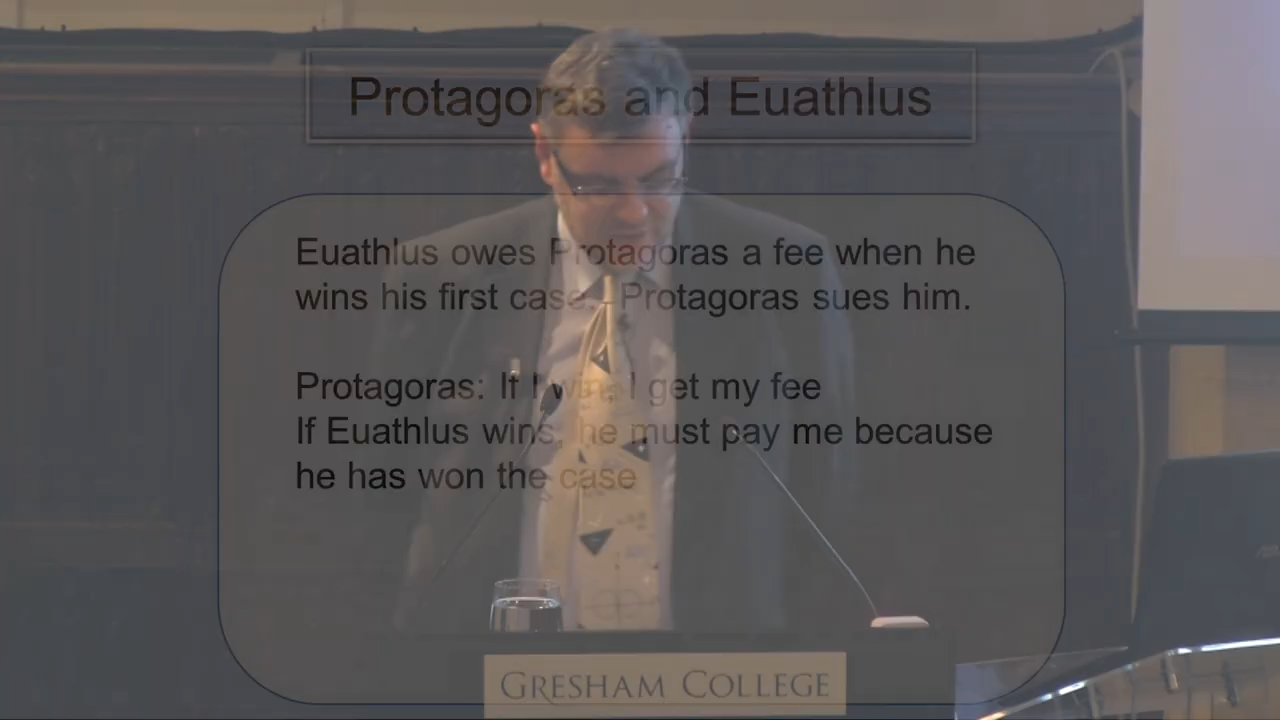 Protagoras and Euathlus
Euathlus owes Protagoras a fee when he
wins his first case. Protagoras sues him.
Protagoras: If I win, I get my fee
If Euathlus wins, he must pay me because
he has won the case
GRESHAM COLLEGE